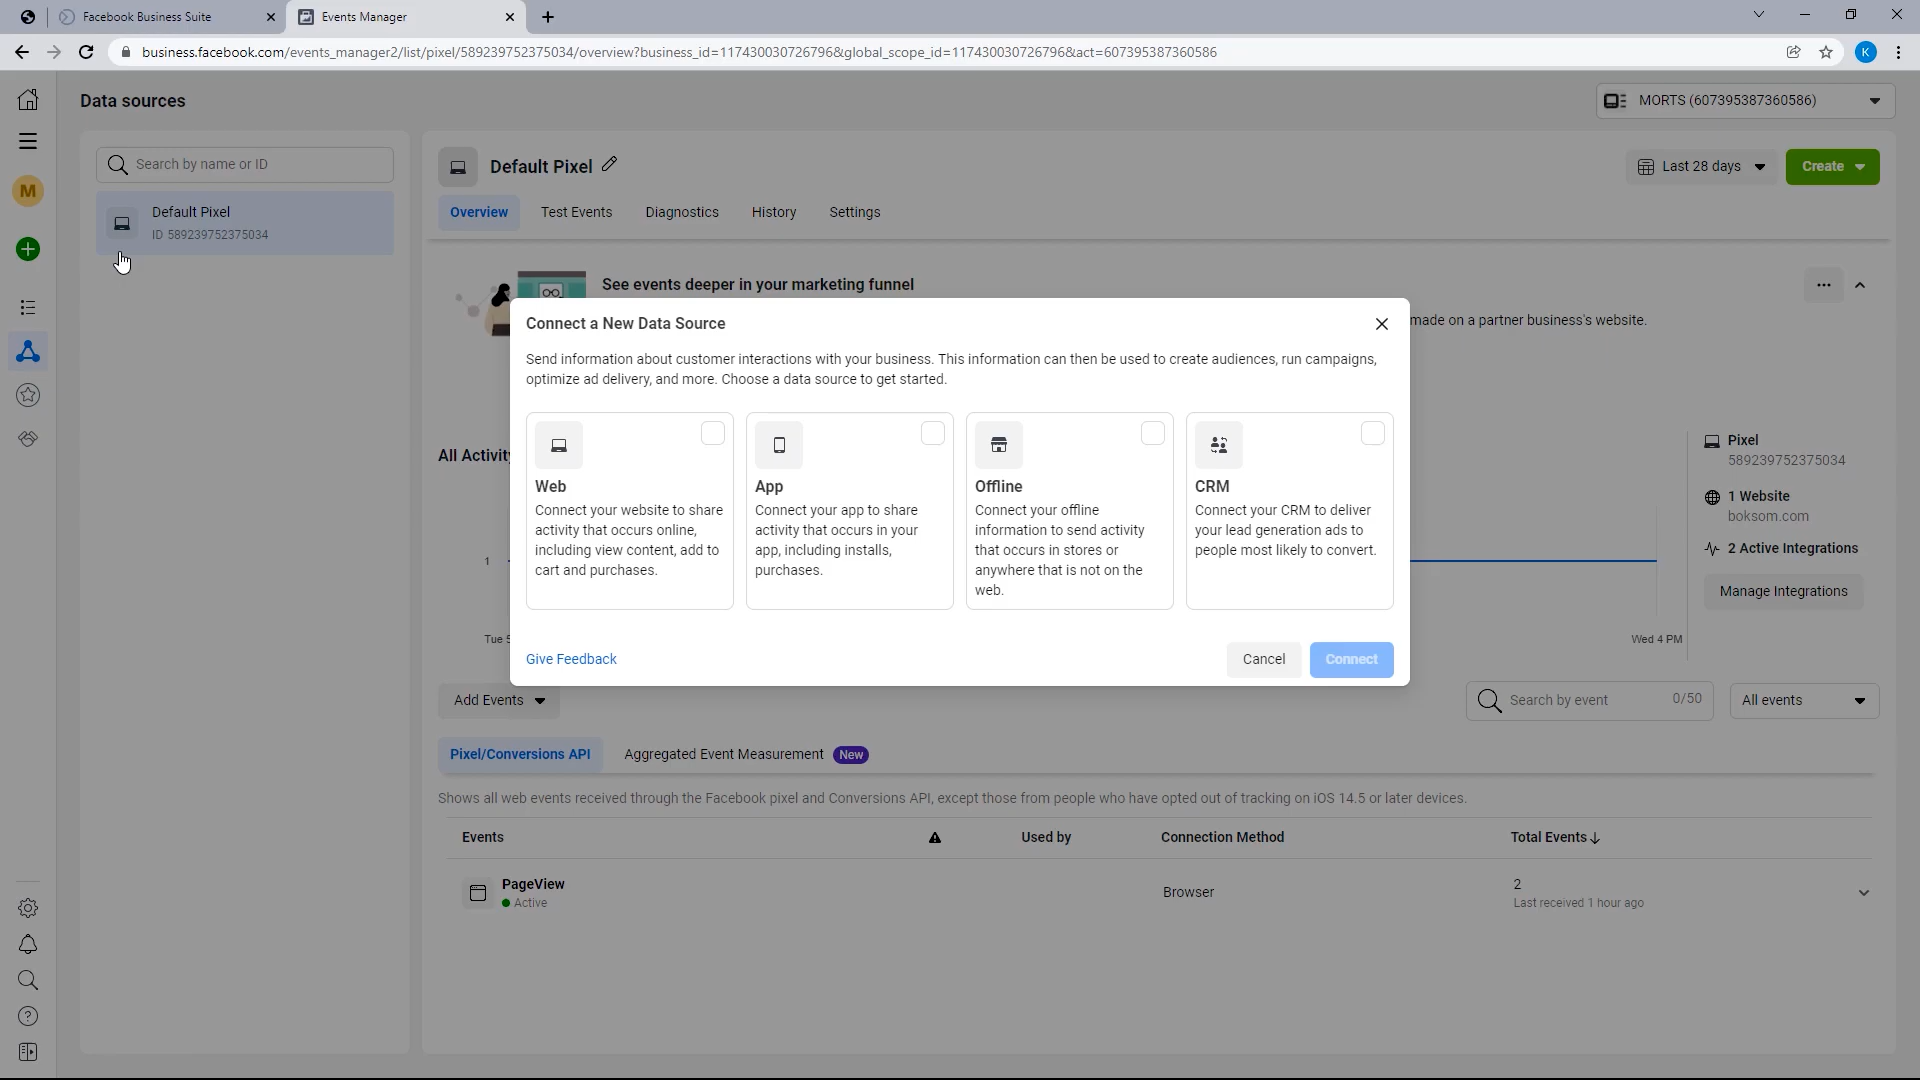 Facebook Business Suite
Events Manager
business.facebook.com/events_manager2/list/pixel/589239752375034/overview?business_id=117430030726796&global_scope_id=117430030726796&act=607395387360586
K
Data sources
MORTS (607395387360586)
M
Search by name or ID
Default Pixel
ID 589239752375034
Default Pixel
Last 28 days
Create
Overview
Test Events
Diagnostics
History
Settings
See events deeper in your marketing funnel
made on a partner business's website.
Connect a New Data Source
Send information about customer interactions with your business. This information can then be used to create audiences, run campaigns,
optimize ad delivery, and more. Choose a data source to get started.
Web
Connect your website to share
activity that occurs online,
including view content, add to
cart and purchases.
App
Connect your app to share
activity that occurs in your
app, including installs,
purchases.
Offline
Connect your offline
information to send activity
that occurs in stores or
anywhere that is not on the
web.
CRM
Connect your CRM to deliver
your lead generation ads to
people most likely to convert.
Give Feedback
Cancel
Connect
All Activity
1
Tue
Wed 4 PM
Pixel
589239752375034
1 Website
boksom.com
2 Active Integrations
Manage Integrations
Add Events
Search by event
0/50
All events
Pixel/Conversions API
Aggregated Event Measurement
New
Shows all web events received through the Facebook pixel and Conversions API, except those from people who have opted out of tracking on iOS 14.5 or later devices.
Events
Used by
Connection Method
Total Events
PageView
Active
Browser
2
Last received 1 hour ago